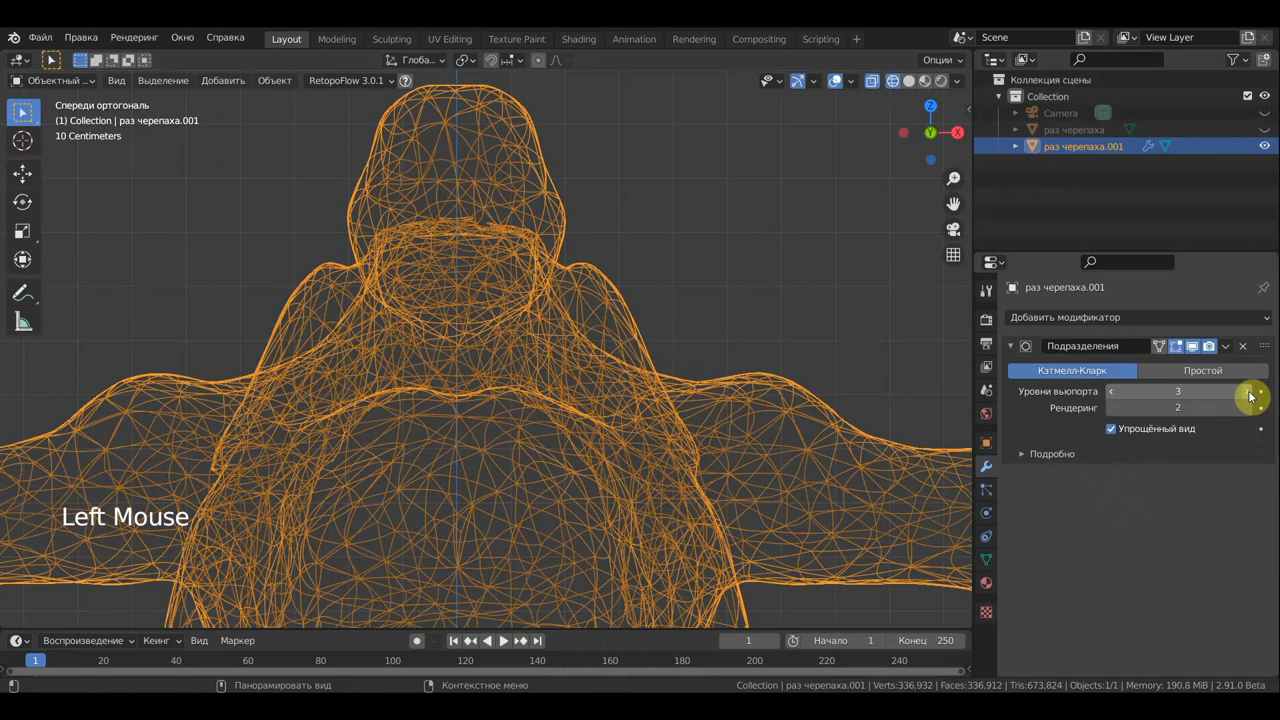 Файл Правка Рендеринг Окно Справка Layout Modeling Sculpting UV Editing Texture Paint Shading Animation Rendering Compositing Scripting + Scene View Layer
Глоба... Опции
Объектный... Вид Выделение Добавить Объект RetopoFlow 3.0.1
Спереди ортогональ
(1) Collection | раз черепаха.001
10 Centimeters
Z
Y
X
Left Mouse
Коллекция сцены
Collection
Camera
раз черепаха
раз черепаха.001
раз черепаха.001
Добавить модификатор
Подразделения
Кэтмелл-Кларк Простой
Уровни вьюпорта 3
Рендеринг 2
Упрощённый вид
Подробно
Воспроизведение Кеинг Вид Маркер 1 Начало 1 Конец 250
1 20 40 60 80 100 120 140 160 180 200 220 240
Панорамировать вид Контекстное меню Collection | раз черепаха.001 | Verts:336,932 | Faces:336,912 | Tris:673,824 | Objects:1/1 | Memory: 190.8 MiB | 2.91.0 Beta